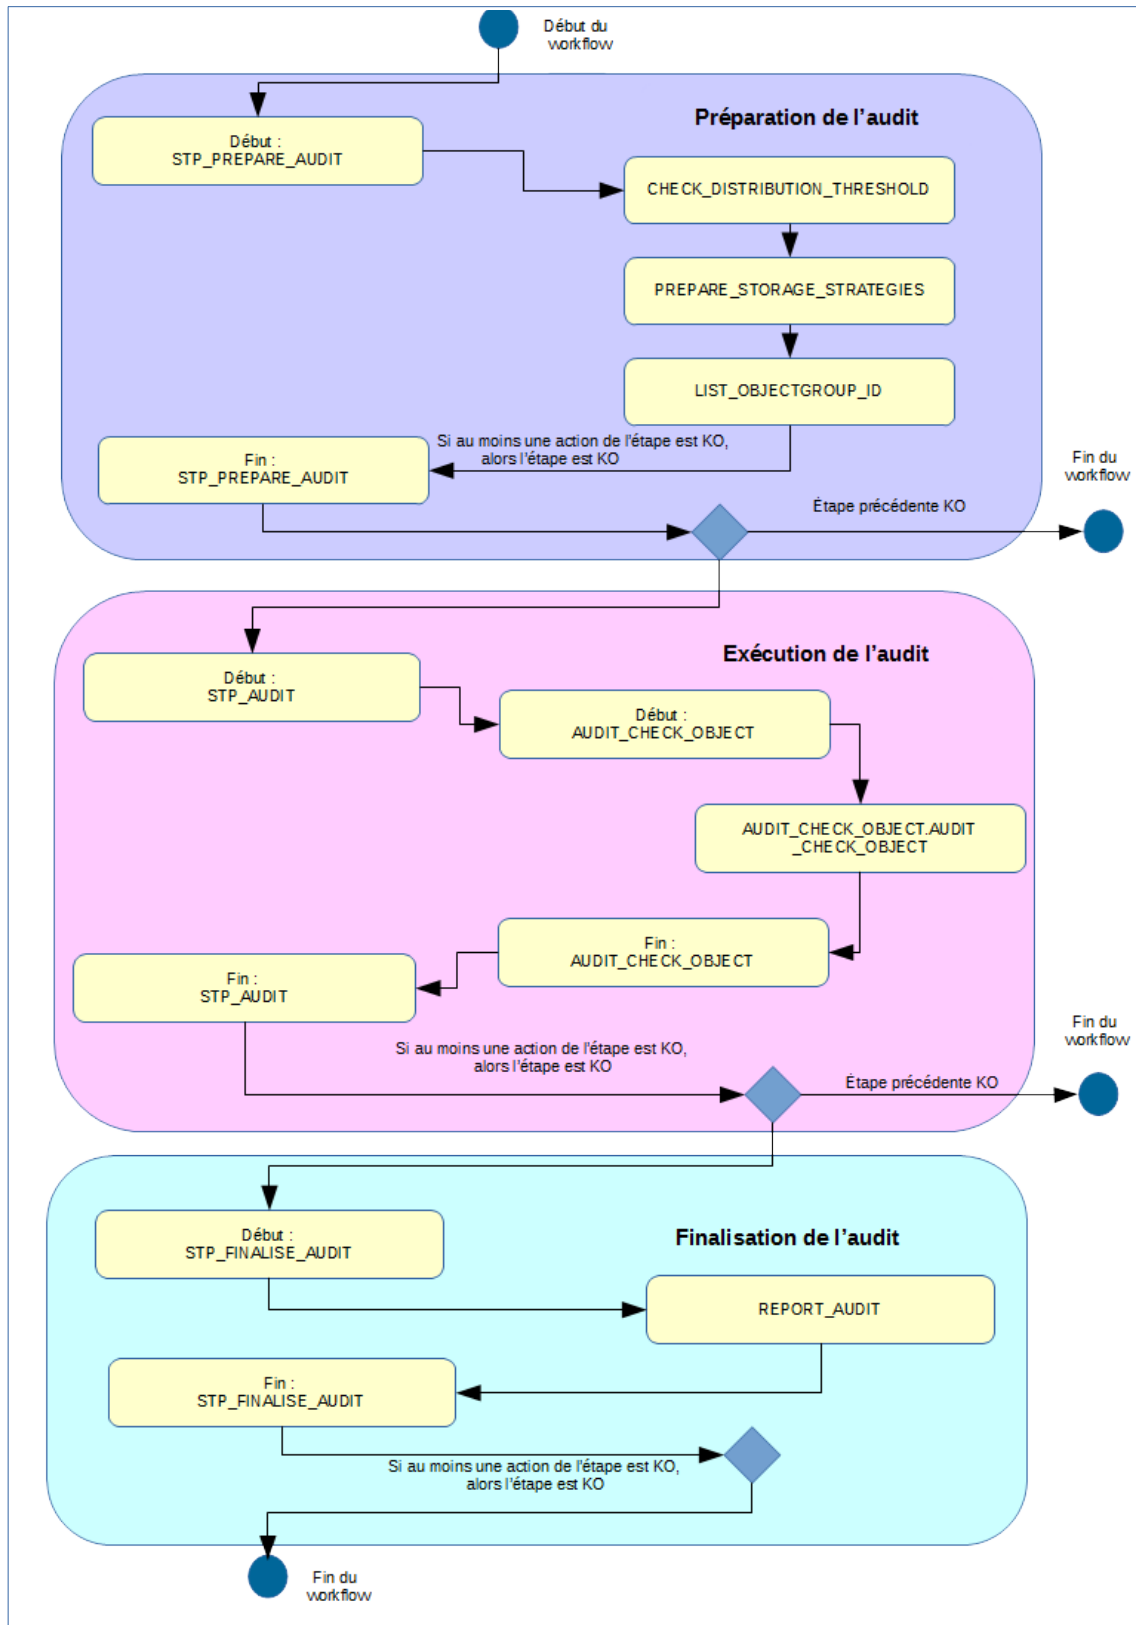 Début du
workflow
Préparation de l'audit
Début :
STP_PREPARE_AUDIT
CHECK_DISTRIBUTION_THRESHOLD
PREPARE_STORAGE_STRATEGIES
LIST_OBJECTGROUP_ID
Si au moins une action de l'étape est KO,
alors l'étape est KO
Fin :
STP_PREPARE_AUDIT
Fin du
workflow
Étape précédente KO
Exécution de l'audit
Début :
STP_AUDIT
Début :
AUDIT_CHECK_OBJECT
AUDIT_CHECK_OBJECT.AUDIT
_CHECK_OBJECT
Fin :
AUDIT_CHECK_OBJECT
Fin :
STP_AUDIT
Fin du
workflow
Si au moins une action de l'étape est KO,
alors l'étape est KO
Étape précédente KO
Finalisation de l'audit
Début :
STP_FINALISE_AUDIT
REPORT_AUDIT
Fin :
STP_FINALISE_AUDIT
Si au moins une action de l'étape est KO,
alors l'étape est KO
Fin du
workflow